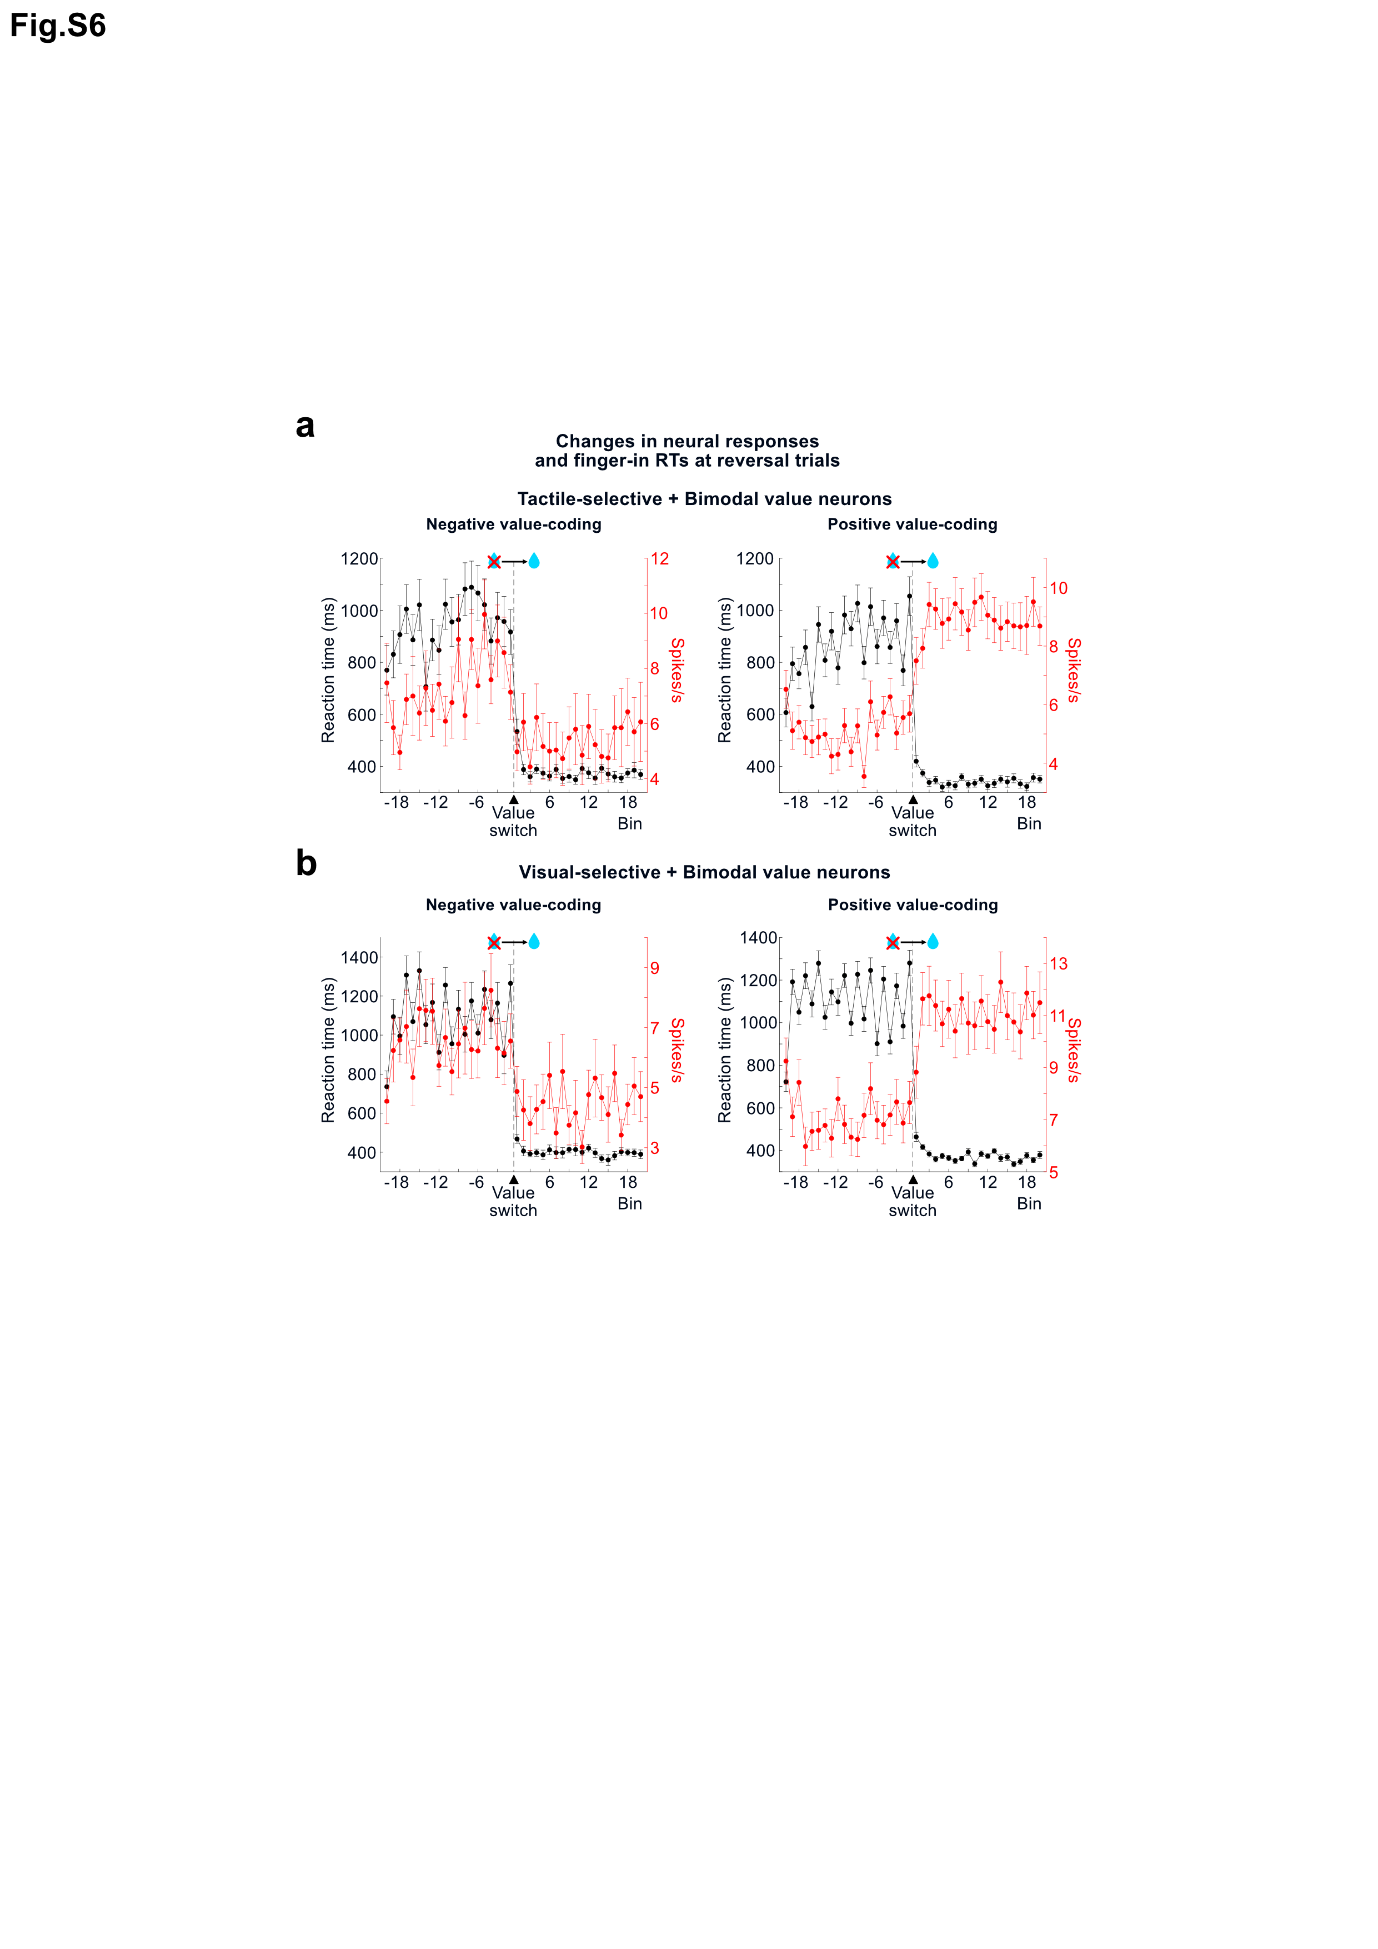 Fig.S6
a
Changes in neural responses
and finger-in RTs at reversal trials
Tactile-selective + Bimodal value neurons
Negative value-coding
Positive value-coding
1200
1000
800
600
400
Reaction time (ms)
12
10
8
6
4
Spikes/s
-18 -12 -6 6 12 18
Value
switch
Bin
1200
1000
800
600
400
Reaction time (ms)
10
8
6
4
Spikes/s
-18 -12 -6 6 12 18
Value
switch
Bin
b
Visual-selective + Bimodal value neurons
Negative value-coding
Positive value-coding
1400
1200
1000
800
600
400
Reaction time (ms)
9
7
5
3
Spikes/s
-18 -12 -6 6 12 18
Value
switch
Bin
1400
1200
1000
800
600
400
Reaction time (ms)
13
11
9
7
5
Spikes/s
-18 -12 -6 6 12 18
Value
switch
Bin